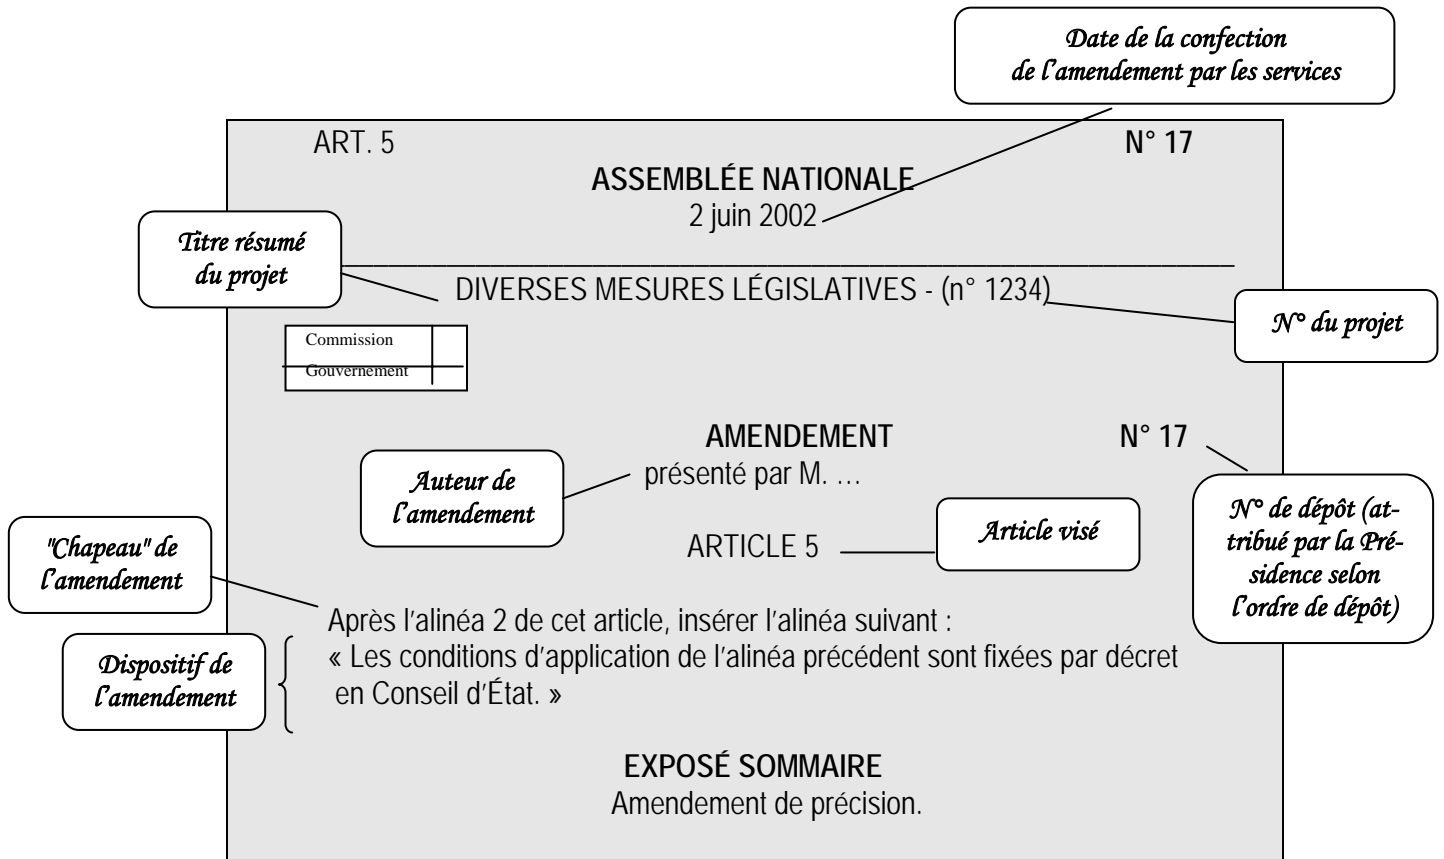 Date de la confection
de l'amendement par les services
ART. 5 N° 17
ASSEMBLÉE NATIONALE
2 juin 2002
Titre résumé
du projet
DIVERSES MESURES LÉGISLATIVES - (n° 1234)
N° du projet
Commission
Gouvernement
AMENDEMENT N° 17
présenté par M. ...
Auteur de
l'amendement
N° de dépôt (at-
tribué par la Pré-
sidence selon
l'ordre de dépôt)
Article visé
ARTICLE 5
"Chapeau" de
l'amendement
Après l'alinéa 2 de cet article, insérer l'alinéa suivant :
« Les conditions d'application de l'alinéa précédent sont fixées par décret
en Conseil d'État. »
Dispositif de
l'amendement
EXPOSÉ SOMMAIRE
Amendement de précision.